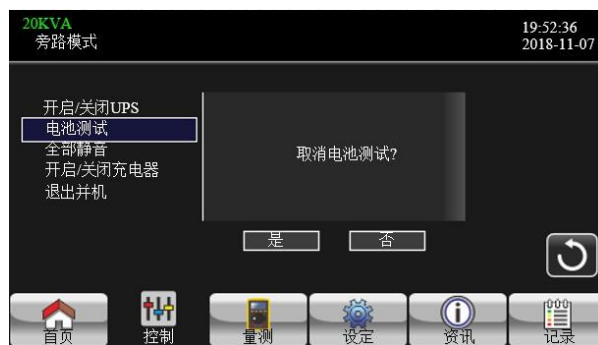 20KVA
旁路模式
19:52:36
2018-11-07
开启/关闭UPS
电池测试
全部静音
开启/关闭充电器
退出并机
取消电池测试?
是
否
首页
控制
量测
设定
资讯
记录